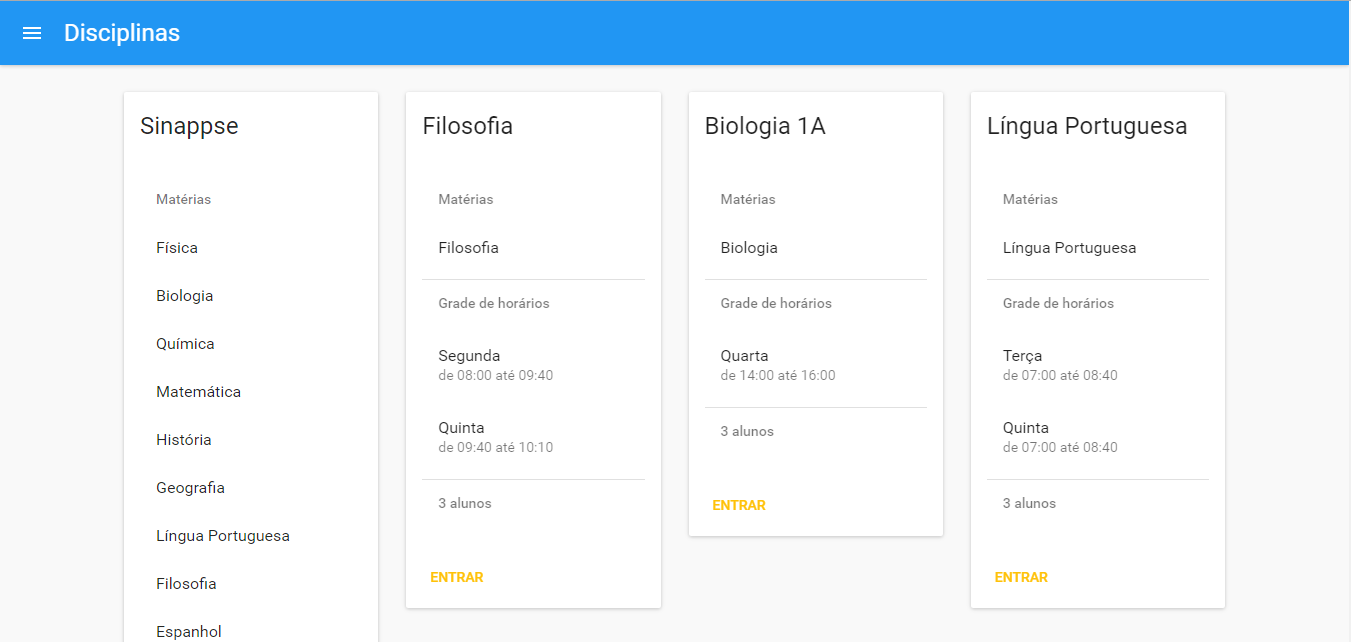 Disciplinas
Sinappse
Matérias
Física
Biologia
Química
Matemática
História
Geografia
Língua Portuguesa
Filosofia
Espanhol
Filosofia
Matérias
Filosofia
Grade de horários
Segunda
de 08:00 até 09:40
Quinta
de 09:40 até 10:10
3 alunos
ENTRAR
Biologia 1A
Matérias
Biologia
Grade de horários
Quarta
de 14:00 até 16:00
3 alunos
ENTRAR
Língua Portuguesa
Matérias
Língua Portuguesa
Grade de horários
Terça
de 07:00 até 08:40
Quinta
de 07:00 até 08:40
3 alunos
ENTRAR